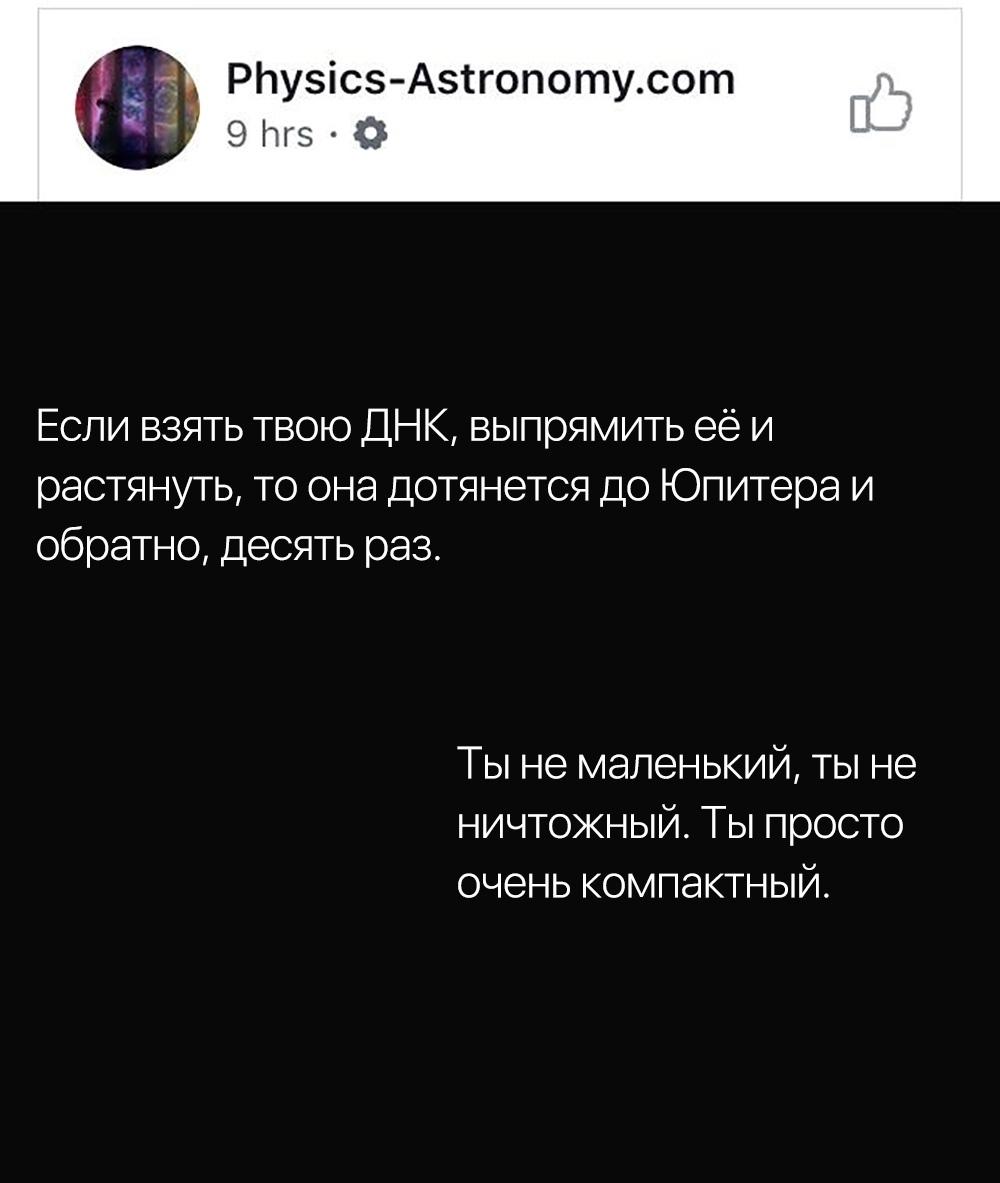 Physics-Astronomy.com
9 hrs ·
Если взять твою ДНК, выпрямить её и
растянуть, то она дотянется до Юпитера и
обратно, десять раз.
Ты не маленький, ты не
ничтожный. Ты просто
очень компактный.